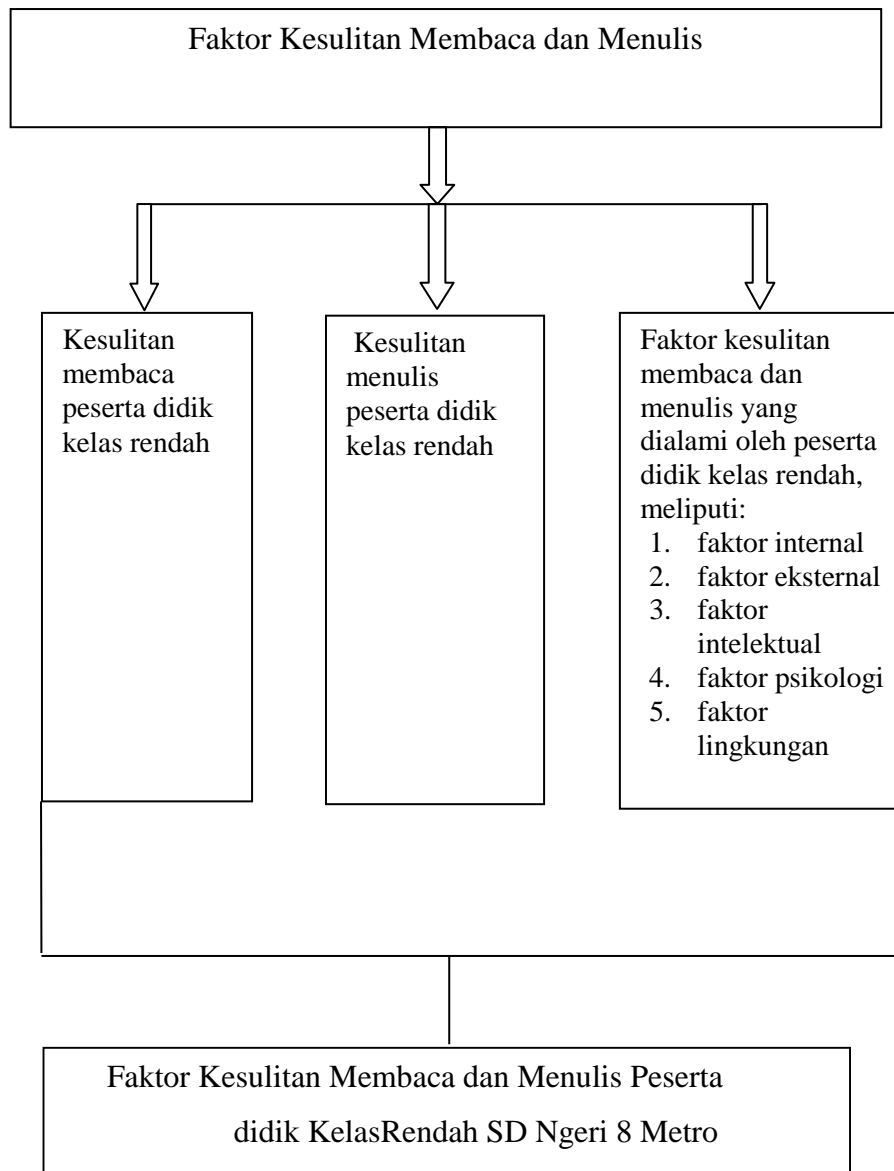 Faktor Kesulitan Membaca dan Menulis
Kesulitan
membaca
peserta didik
kelas rendah
Kesulitan
menulis
peserta didik
kelas rendah
Faktor kesulitan
membaca dan
menulis yang
dialami oleh peserta
didik kelas rendah,
meliputi:
1. faktor internal
2. faktor eksternal
3. faktor
intelektual
4. faktor psikologi
5. faktor
lingkungan
Faktor Kesulitan Membaca dan Menulis Peserta
didik KelasRendah SD Ngeri 8 Metro